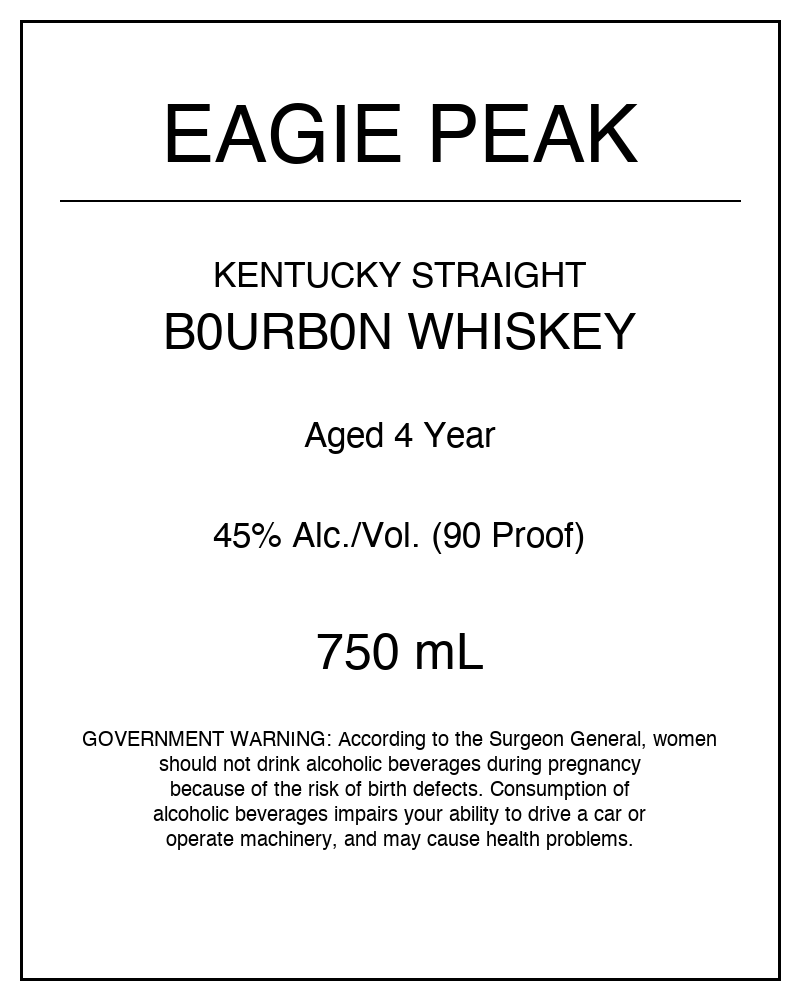 EAGIE PEAK
KENTUCKY STRAIGHT
B0URB0N WHISKEY
Aged 4 Year
45% Alc./Vol. (90 Proof)
750 mL
GOVERNMENT WARNING: According to the Surgeon General, women
should not drink alcoholic beverages during pregnancy
because of the risk of birth defects. Consumption of
alcoholic beverages impairs your ability to drive a car or
operate machinery, and may cause health problems.